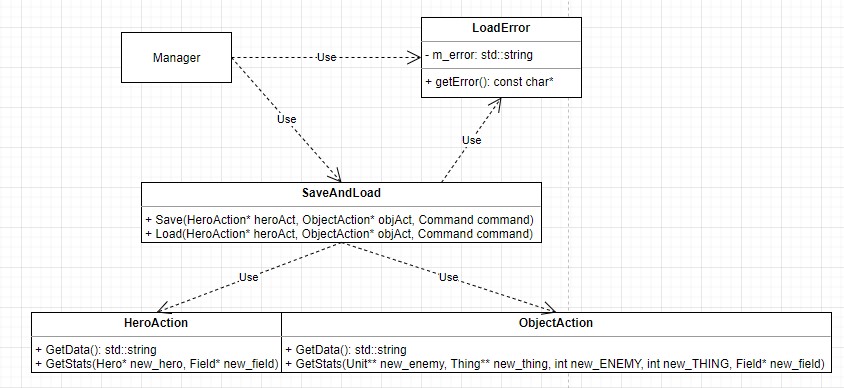 LoadError
Manager
- m_error: std::string
Use
+ getError(): const char*
Use
Use
SaveAndLoad
+ Save(HeroAction* heroAct, ObjectAction* objAct, Command command)
+ Load(HeroAction* heroAct, ObjectAction* objAct, Command command)
Use
Use
HeroAction
+ GetData(): std::string
+ GetStats(Hero* new_hero, Field* new_field)
ObjectAction
+ GetData(): std::string
+ GetStats(Unit** new_enemy, Thing** new_thing, int new_ENEMY, int new_THING, Field* new_field)